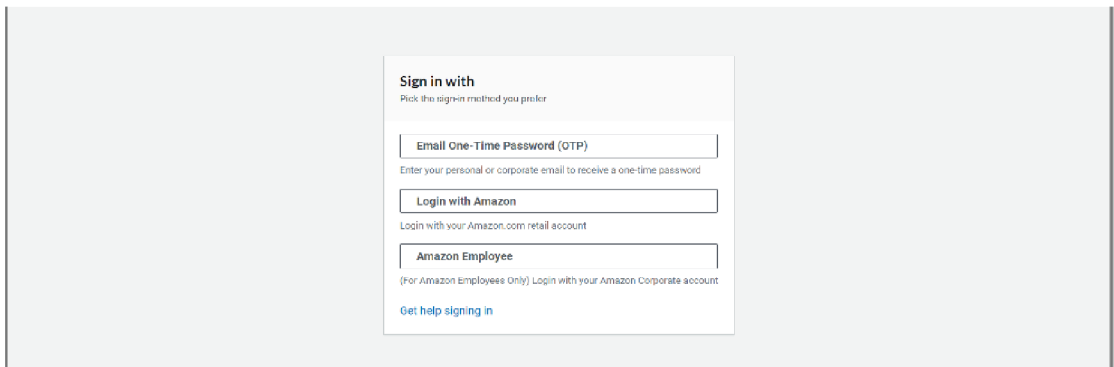 Sign in with
Pick the sign-in method you prefer
Email One-Time Password (OTP)
Enter your personal or corporate email to receive a one-time password
Login with Amazon
Login with your Amazon.com retail account
Amazon Employee
(For Amazon Employees Only) Login with your Amazon Corporate account
Get help signing in